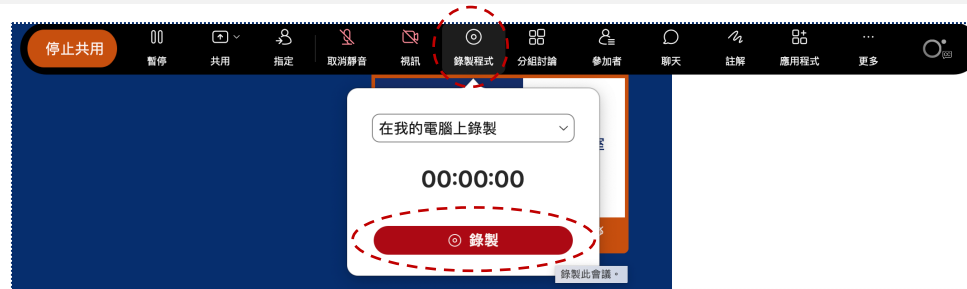 停止共用
暫停
共用
指定
取消靜音
視訊
錄製程式
分組討論
參加者
聊天
註解
應用程式
更多
在我的電腦上錄製
00:00:00
錄製
錄製此會議。